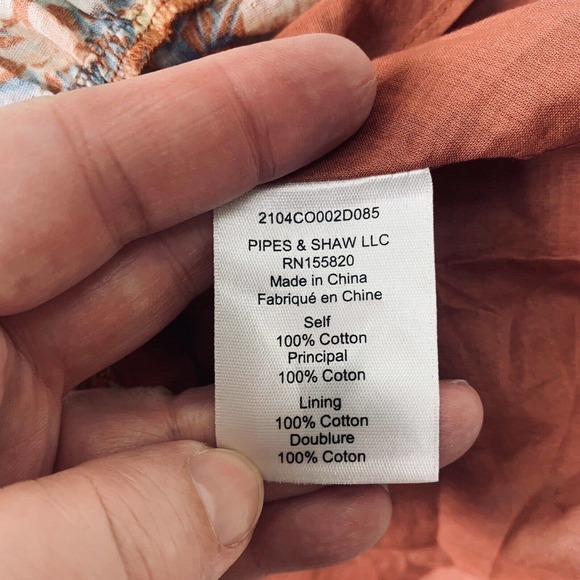 2104CO002D085
PIPES & SHAW LLC
RN155820
Made in China
Fabriqué en Chine
Self
100% Cotton
Principal
100% Coton
Lining
100% Cotton
Doublure
100% Coton